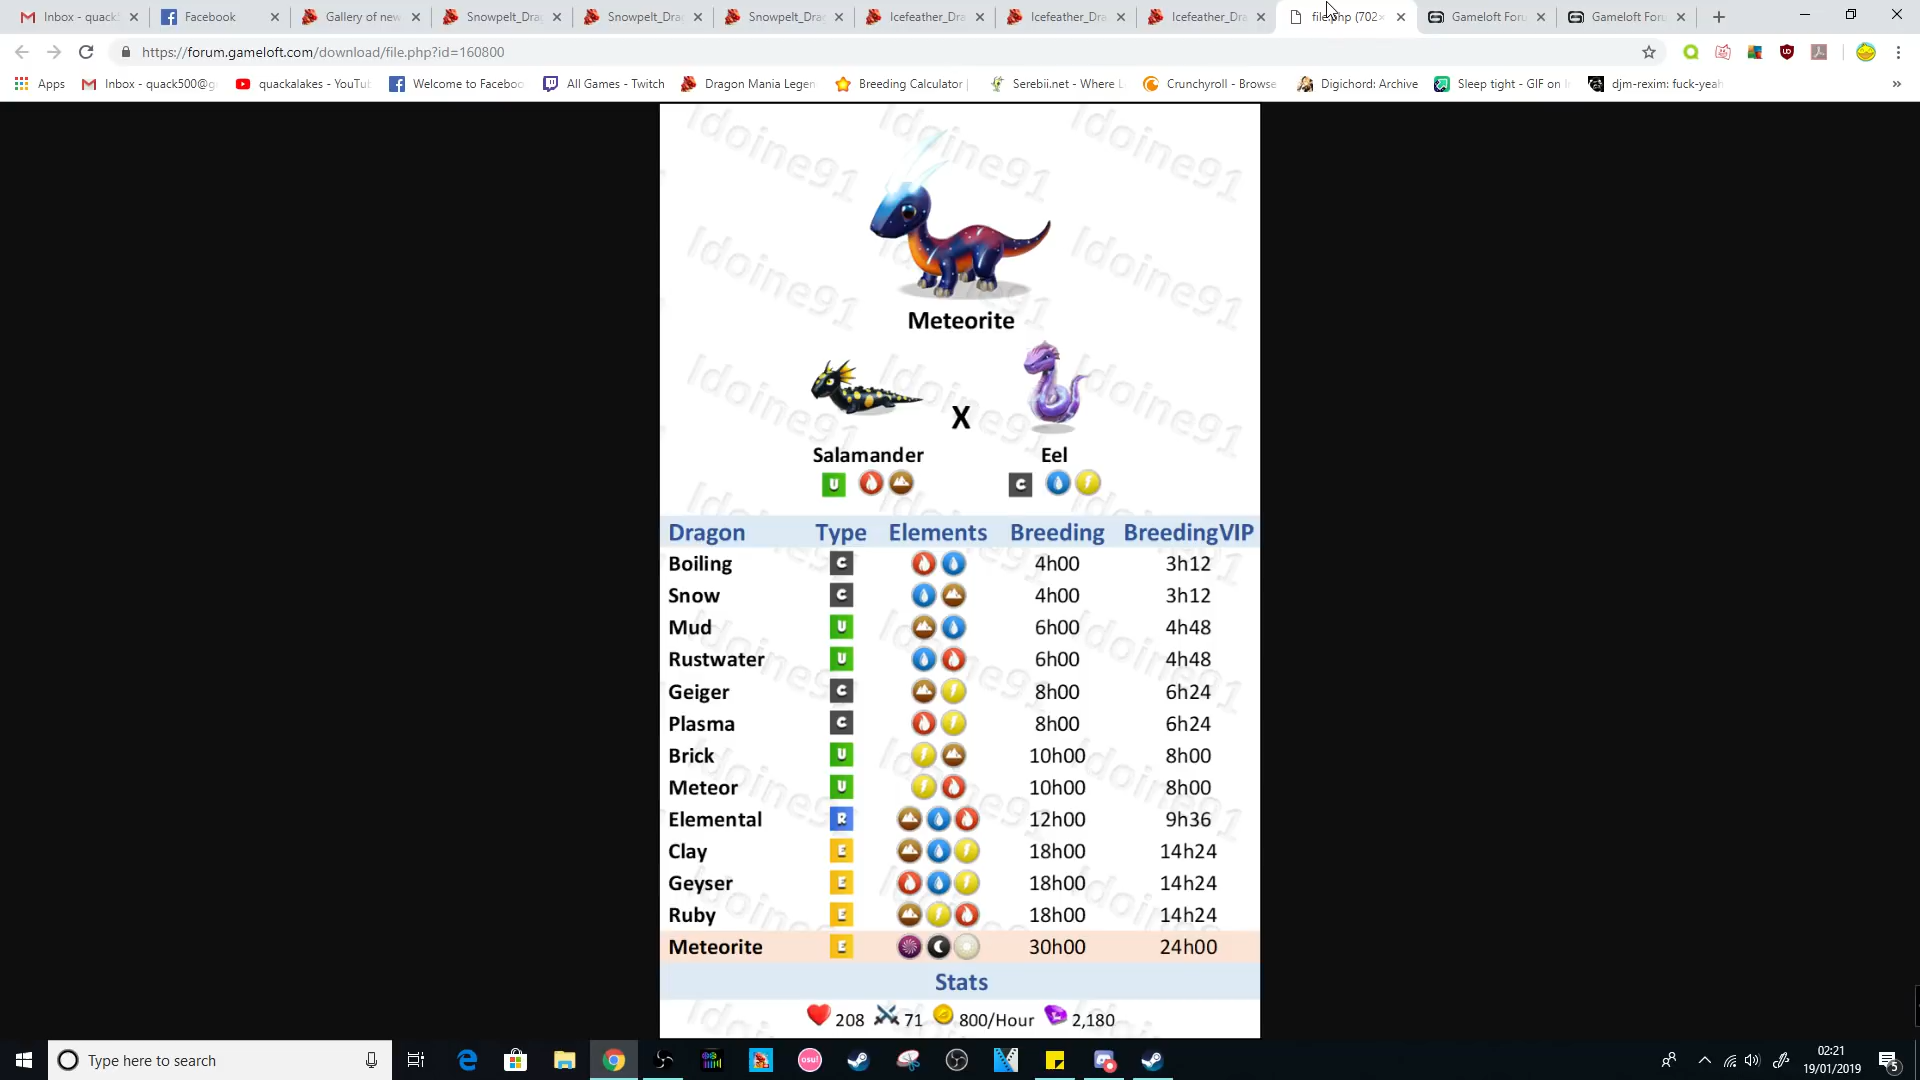 Inbox - quack
Facebook
Gallery of new
Snowpelt_Dra
Snowpelt_Dra
Snowpelt_Dra
Icefeather_Dra
Icefeather_Dra
Icefeather_Dra
file.php (702×
Gameloft Foru
Gameloft Foru
https://forum.gameloft.com/download/file.php?id=160800
Apps
Inbox - quack500@g
quackalakes - YouTu
Welcome to Facebo
All Games - Twitch
Dragon Mania Legen
Breeding Calculator |
Serebii.net - Where L
Crunchyroll - Browse
Digichord: Archive
Sleep tight - GIF on I
djm-rexim: fuck-yeah
Idoine91
Meteorite
X
Salamander Eel
U C
Dragon Type Elements Breeding BreedingVIP
Boiling C 4h00 3h12
Snow C 4h00 3h12
Mud U 6h00 4h48
Rustwater U 6h00 4h48
Geiger C 8h00 6h24
Plasma C 8h00 6h24
Brick U 10h00 8h00
Meteor U 10h00 8h00
Elemental R 12h00 9h36
Clay E 18h00 14h24
Geyser E 18h00 14h24
Ruby E 18h00 14h24
Meteorite E 30h00 24h00
Stats
208 71 800/Hour 2,180
Type here to search
osu!
02:21
19/01/2019
5